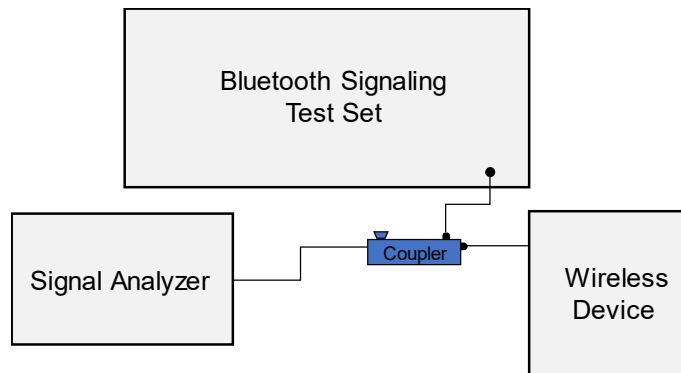 Bluetooth Signaling
Test Set
Signal Analyzer
Coupler
Wireless
Device